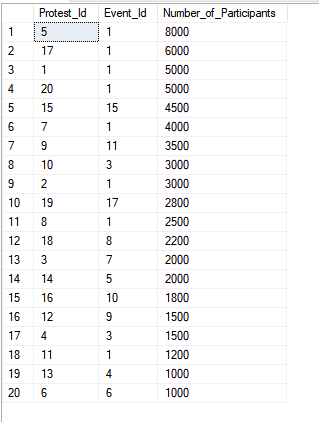 Protest_Id Event_Id Number_of_Participants
1 5 1 8000
2 17 1 6000
3 1 1 5000
4 20 1 5000
5 15 15 4500
6 7 1 4000
7 9 11 3500
8 10 3 3000
9 2 1 3000
10 19 17 2800
11 8 1 2500
12 18 8 2200
13 3 7 2000
14 14 5 2000
15 16 10 1800
16 12 9 1500
17 4 3 1500
18 11 1 1200
19 13 4 1000
20 6 6 1000